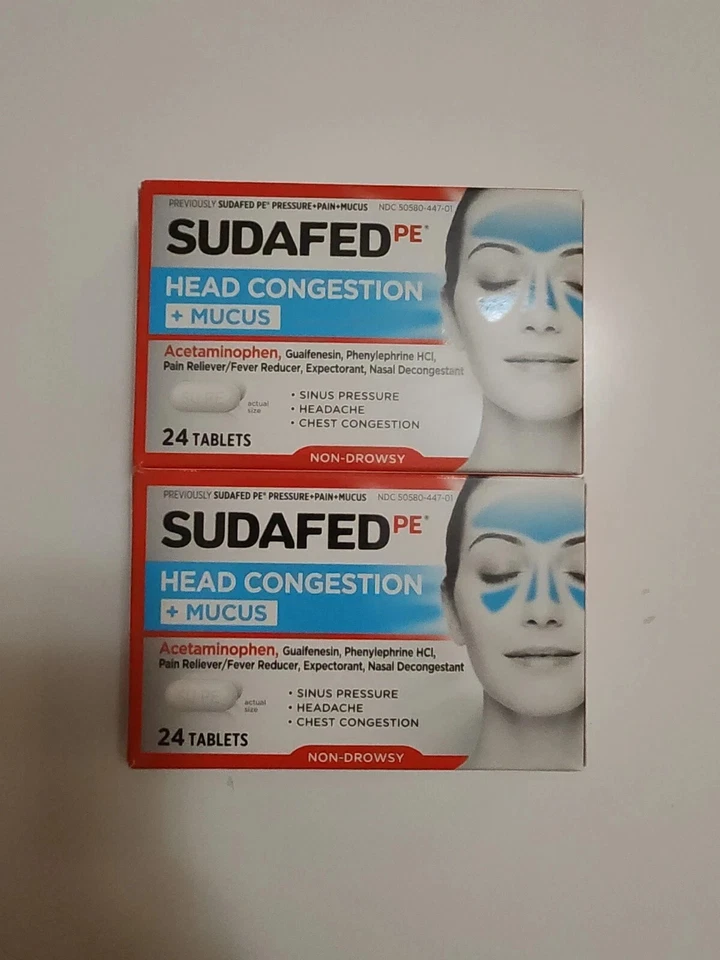 PREVIOUSLY SUDAFED PE® PRESSURE+PAIN+MUCUS NDC 50580-447-01
SUDAFED PE®
HEAD CONGESTION
+ MUCUS
Acetaminophen, Guaifenesin, Phenylephrine HCl,
Pain Reliever/Fever Reducer, Expectorant, Nasal Decongestant
actual
size
• SINUS PRESSURE
• HEADACHE
• CHEST CONGESTION
24 TABLETS
NON-DROWSY
PREVIOUSLY SUDAFED PE® PRESSURE+PAIN+MUCUS NDC 50580-447-01
SUDAFED PE®
HEAD CONGESTION
+ MUCUS
Acetaminophen, Guaifenesin, Phenylephrine HCl,
Pain Reliever/Fever Reducer, Expectorant, Nasal Decongestant
actual
size
• SINUS PRESSURE
• HEADACHE
• CHEST CONGESTION
24 TABLETS
NON-DROWSY